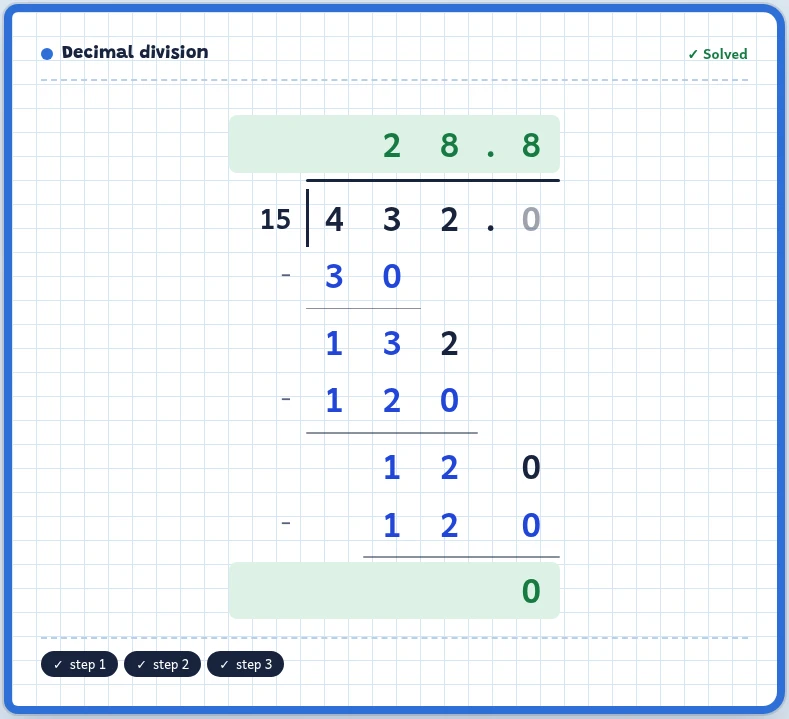 Decimal division
✓ Solved
2 8 . 8
15 4 3 2 . 0
- 3 0
1 3 2
- 1 2 0
1 2 0
- 1 2 0
0
✓ step 1 ✓ step 2 ✓ step 3